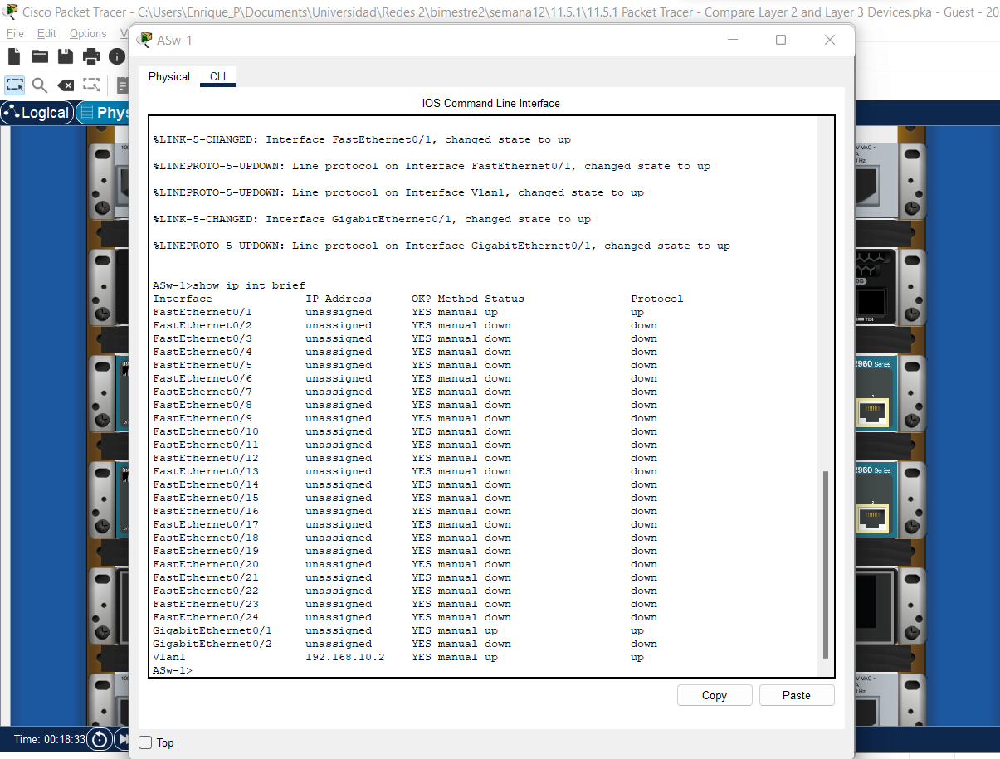 Cisco Packet Tracer - C:\Users\Enrique_P\Documents\Universidad\Redes 2\bimestre2\semana12\11.5.1\11.5.1 Packet Tracer - Compare Layer 2 and Layer 3 Devices.pka - Guest - 20
File Edit Options V
ASw-1
Physical CLI
Logical Phys
IOS Command Line Interface
%LINK-5-CHANGED: Interface FastEthernet0/1, changed state to up
%LINEPROTO-5-UPDOWN: Line protocol on Interface FastEthernet0/1, changed state to up
%LINEPROTO-5-UPDOWN: Line protocol on Interface Vlan1, changed state to up
%LINK-5-CHANGED: Interface GigabitEthernet0/1, changed state to up
%LINEPROTO-5-UPDOWN: Line protocol on Interface GigabitEthernet0/1, changed state to up
ASw-1>show ip int brief
Interface IP-Address OK? Method Status Protocol
FastEthernet0/1 unassigned YES manual up up
FastEthernet0/2 unassigned YES manual down down
FastEthernet0/3 unassigned YES manual down down
FastEthernet0/4 unassigned YES manual down down
FastEthernet0/5 unassigned YES manual down down
FastEthernet0/6 unassigned YES manual down down
FastEthernet0/7 unassigned YES manual down down
FastEthernet0/8 unassigned YES manual down down
FastEthernet0/9 unassigned YES manual down down
FastEthernet0/10 unassigned YES manual down down
FastEthernet0/11 unassigned YES manual down down
FastEthernet0/12 unassigned YES manual down down
FastEthernet0/13 unassigned YES manual down down
FastEthernet0/14 unassigned YES manual down down
FastEthernet0/15 unassigned YES manual down down
FastEthernet0/16 unassigned YES manual down down
FastEthernet0/17 unassigned YES manual down down
FastEthernet0/18 unassigned YES manual down down
FastEthernet0/19 unassigned YES manual down down
FastEthernet0/20 unassigned YES manual down down
FastEthernet0/21 unassigned YES manual down down
FastEthernet0/22 unassigned YES manual down down
FastEthernet0/23 unassigned YES manual down down
FastEthernet0/24 unassigned YES manual down down
GigabitEthernet0/1 unassigned YES manual up up
GigabitEthernet0/2 unassigned YES manual down down
Vlan1 192.168.10.2 YES manual up up
ASw-1>
Copy Paste
Time: 00:18:33
Top
V VAC ~
TE4
2960 Series
2960 Series
V VAC ~